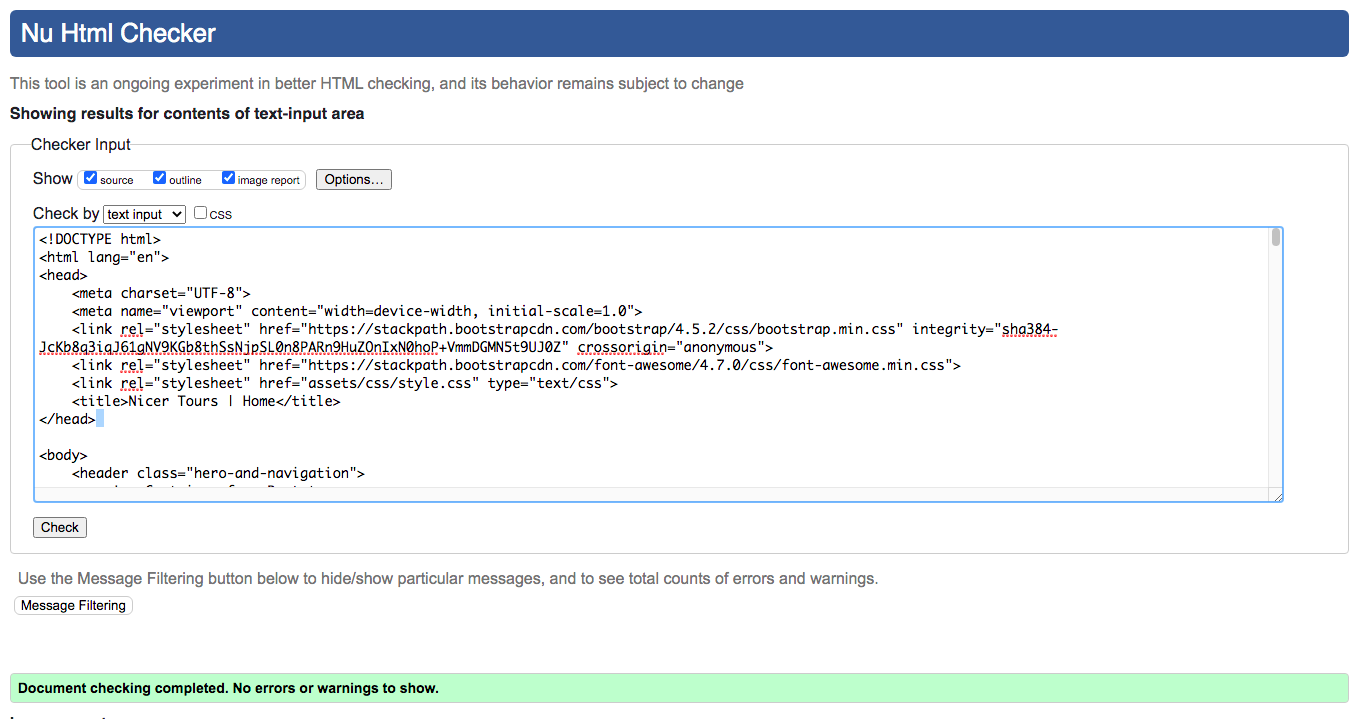 Nu Html Checker
This tool is an ongoing experiment in better HTML checking, and its behavior remains subject to change
Showing results for contents of text-input area
Checker Input
Show source outline image report Options...
Check by text input css
<!DOCTYPE html>
<html lang="en">
<head>
    <meta charset="UTF-8">
    <meta name="viewport" content="width=device-width, initial-scale=1.0">
    <link rel="stylesheet" href="https://stackpath.bootstrapcdn.com/bootstrap/4.5.2/css/bootstrap.min.css" integrity="sha384-
JcKb8q3iqJ61gNV9KGb8thSsNjpSL0n8PARn9HuZOnIxN0hoP+VmmDGMN5t9UJ0Z" crossorigin="anonymous">
    <link rel="stylesheet" href="https://stackpath.bootstrapcdn.com/font-awesome/4.7.0/css/font-awesome.min.css">
    <link rel="stylesheet" href="assets/css/style.css" type="text/css">
    <title>Nicer Tours | Home</title>
</head>
<body>
    <header class="hero-and-navigation">
Check
Use the Message Filtering button below to hide/show particular messages, and to see total counts of errors and warnings.
Message Filtering
Document checking completed. No errors or warnings to show.